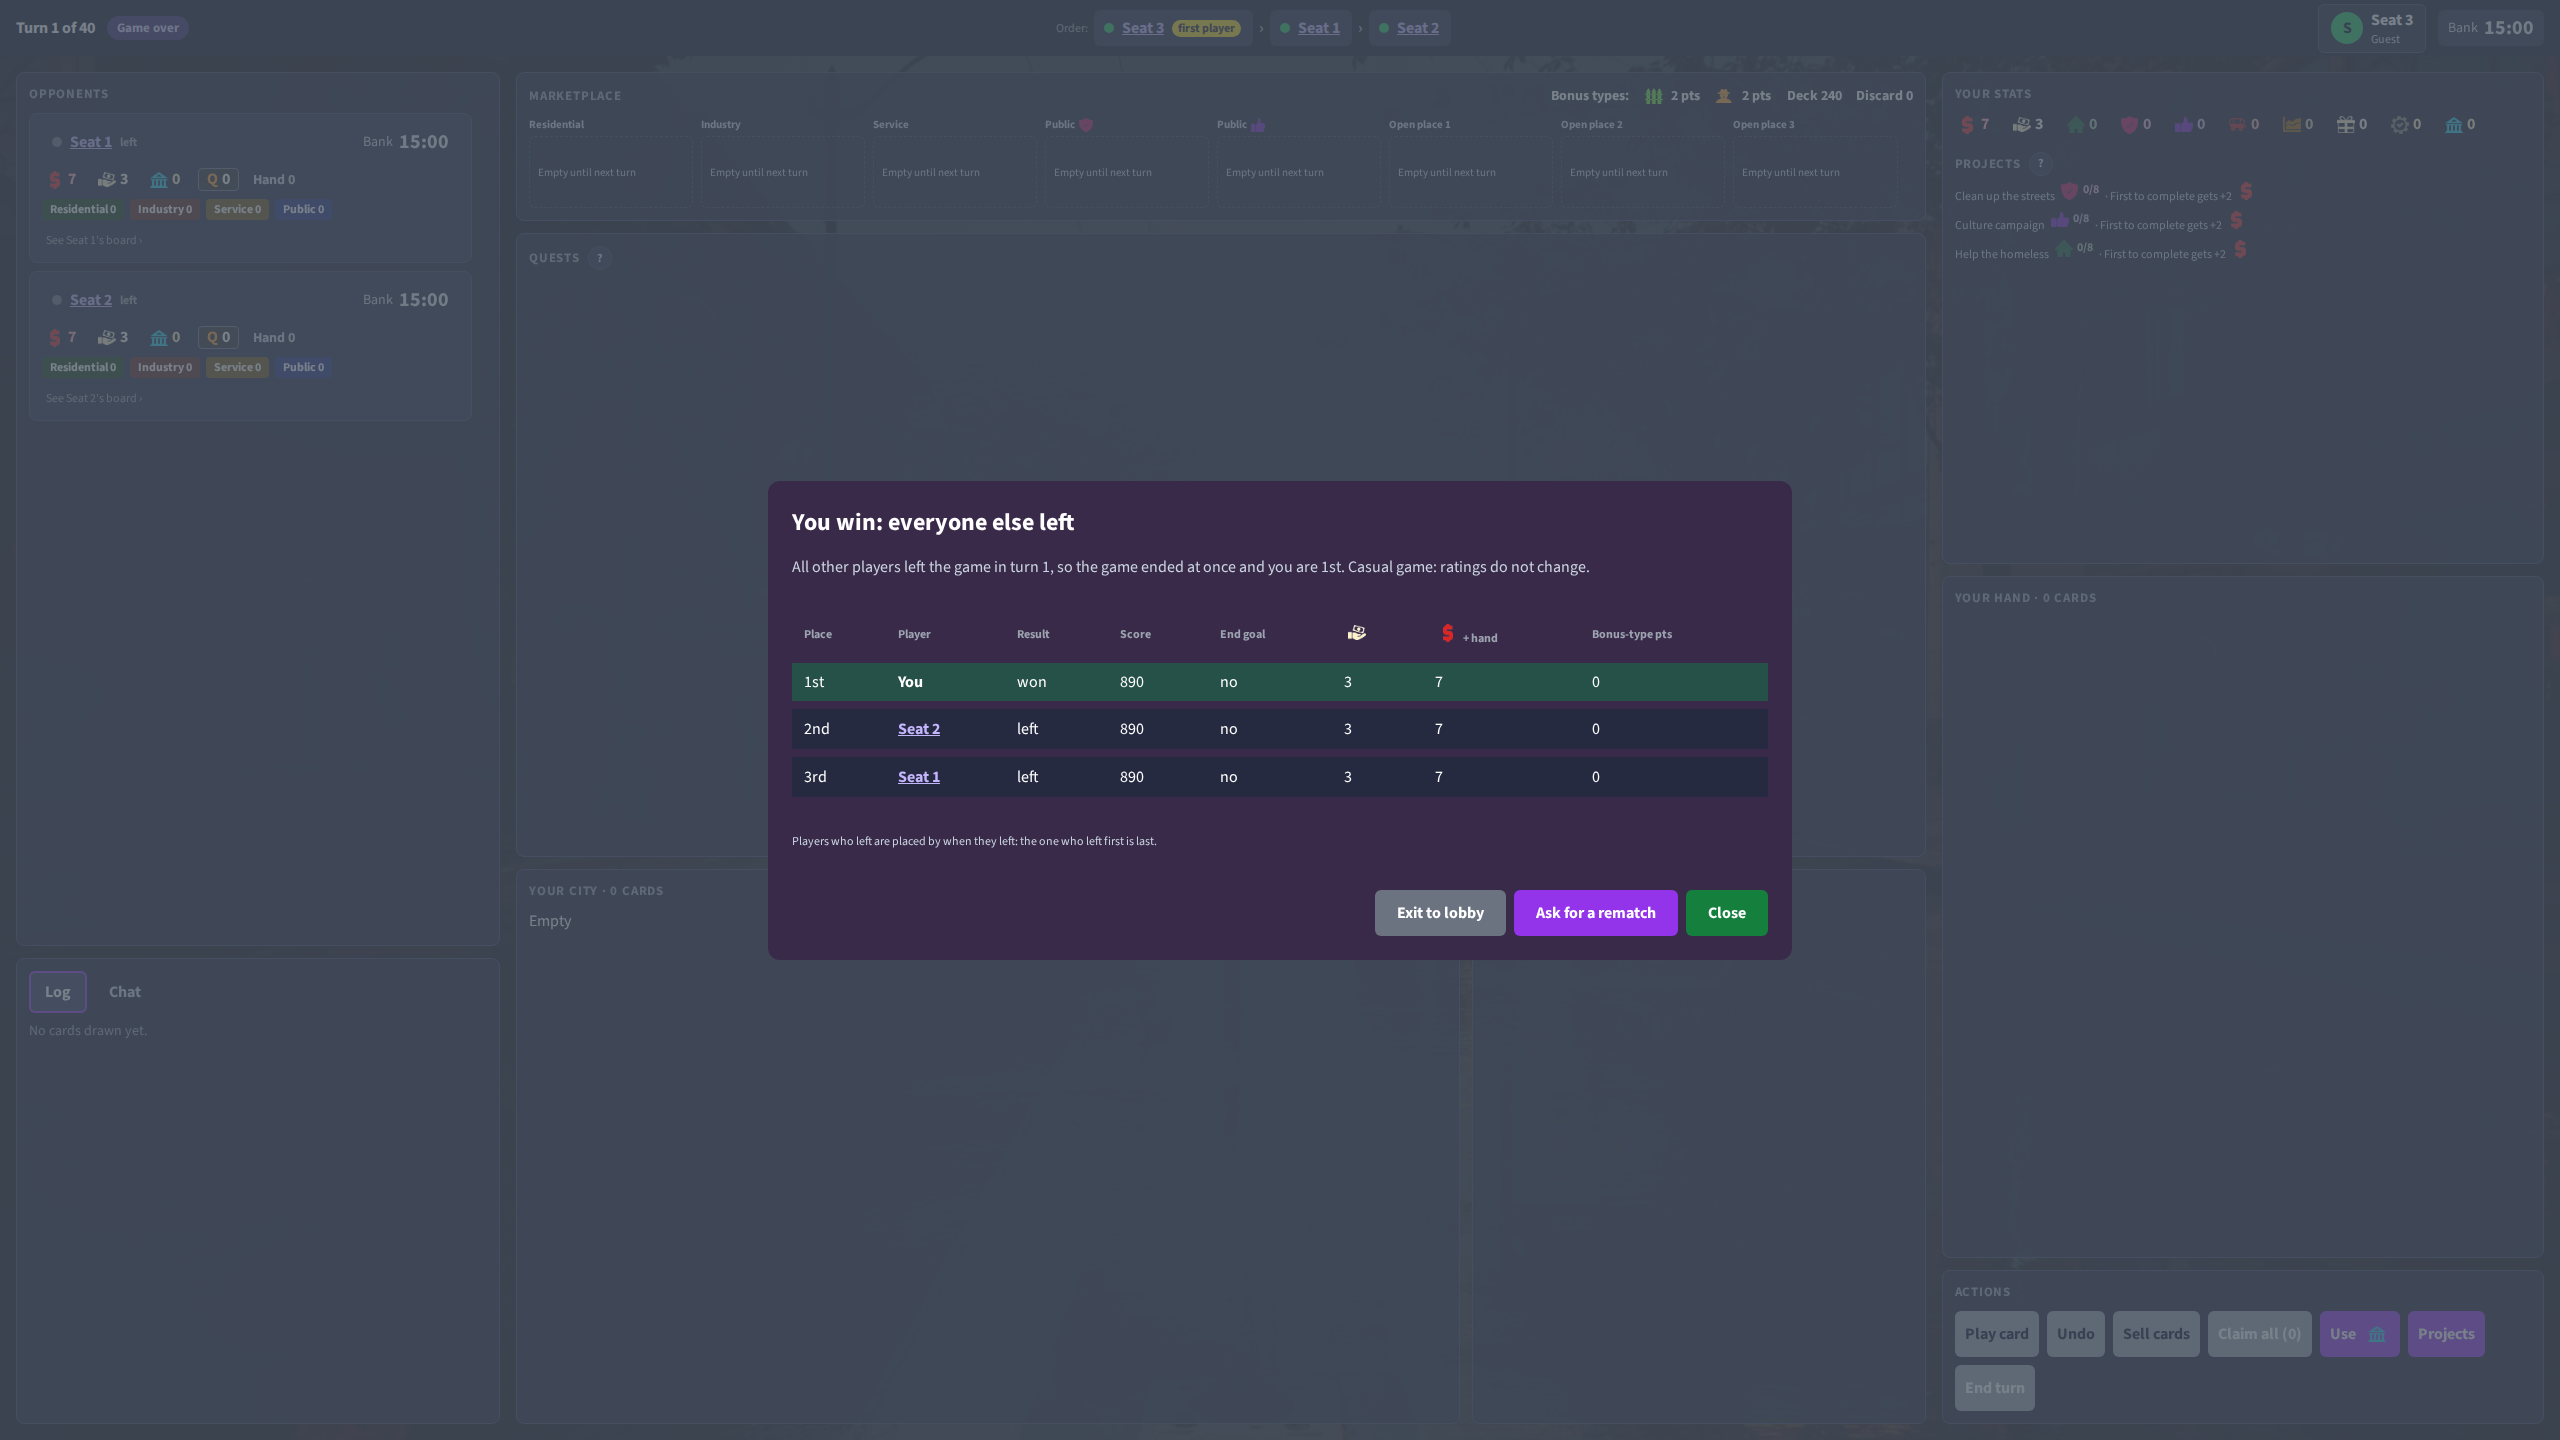 Turn 1 of 40 Game over
Order: Seat 3 first player › Seat 1 › Seat 2
S Seat 3 Guest Bank 15:00
OPPONENTS
Seat 1 left Bank 15:00
7 3 0 Q 0 Hand 0
Residential 0 Industry 0 Service 0 Public 0
See Seat 1's board ›
Seat 2 left Bank 15:00
7 3 0 Q 0 Hand 0
Residential 0 Industry 0 Service 0 Public 0
See Seat 2's board ›
Log Chat
No cards drawn yet.
MARKETPLACE Bonus types: 2 pts 2 pts Deck 240 Discard 0
Residential Industry Service Public Public Open place 1 Open place 2 Open place 3
Empty until next turn Empty until next turn Empty until next turn Empty until next turn Empty until next turn Empty until next turn Empty until next turn Empty until next turn
QUESTS ?
You win: everyone else left
All other players left the game in turn 1, so the game ended at once and you are 1st. Casual game: ratings do not change.
Place Player Result Score End goal + hand Bonus-type pts
1st You won 890 no 3 7 0
2nd Seat 2 left 890 no 3 7 0
3rd Seat 1 left 890 no 3 7 0
Players who left are placed by when they left: the one who left first is last.
Exit to lobby Ask for a rematch Close
YOUR CITY · 0 CARDS
Empty
YOUR STATS
7 3 0 0 0 0 0 0 0 0
PROJECTS ?
Clean up the streets 0/8 · First to complete gets +2
Culture campaign 0/8 · First to complete gets +2
Help the homeless 0/8 · First to complete gets +2
YOUR HAND · 0 CARDS
ACTIONS
Play card Undo Sell cards Claim all (0) Use Projects
End turn